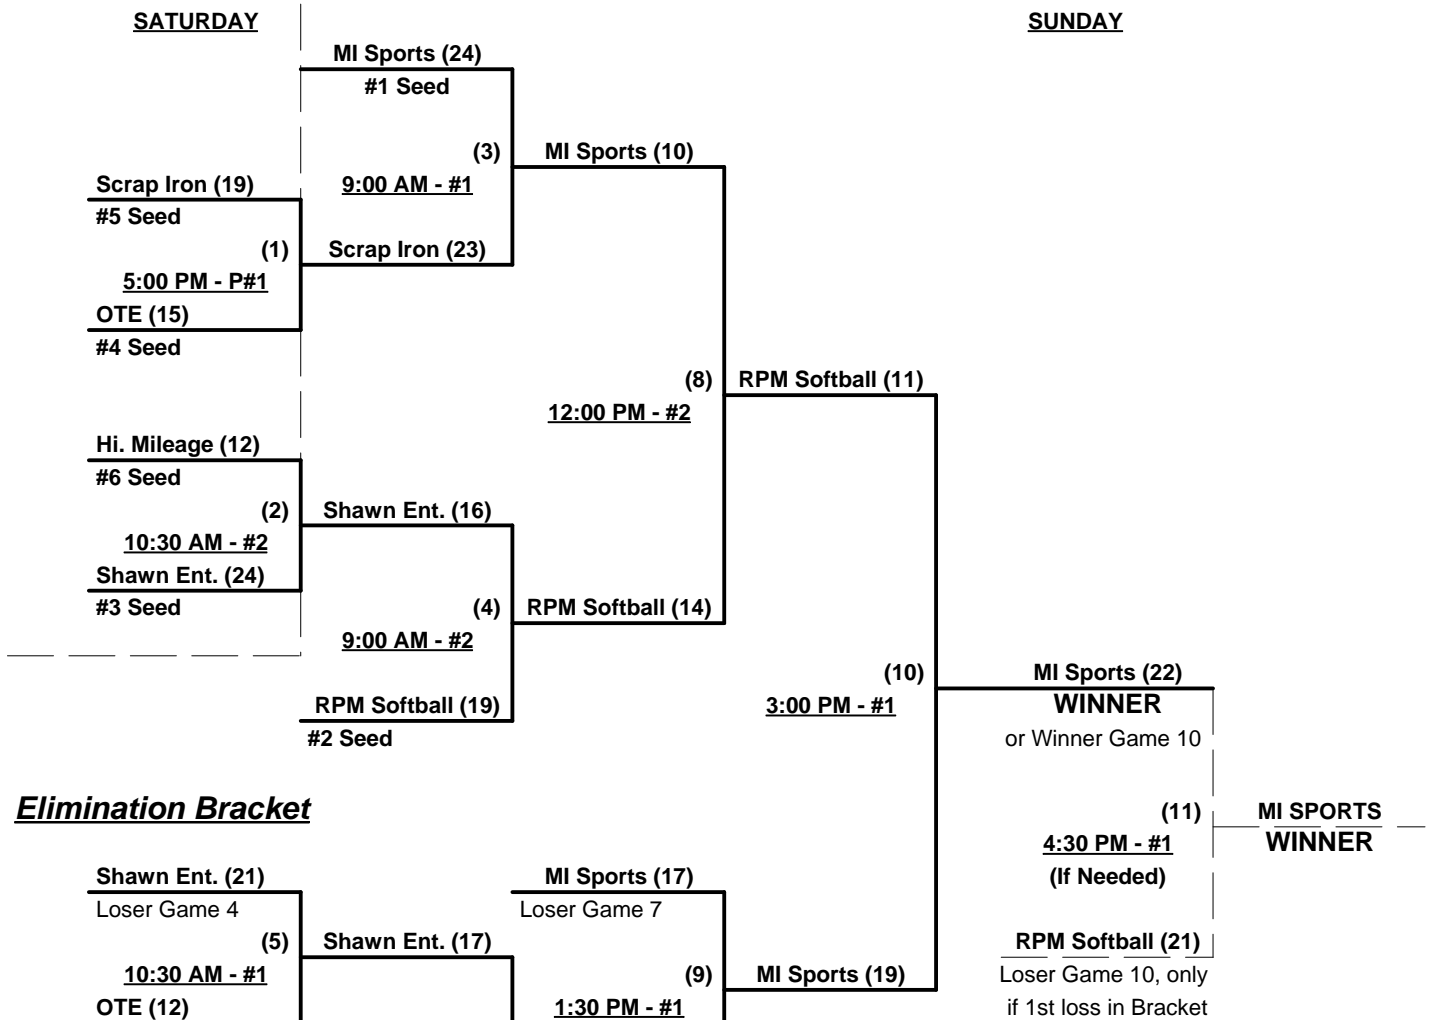 SATURDAY
SUNDAY
MI Sports (24)
#1 Seed
(3)
MI Sports (10)
9:00 AM - #1
Scrap Iron (19)
#5 Seed
(1)
Scrap Iron (23)
5:00 PM - P#1
OTE (15)
#4 Seed
(8)
RPM Softball (11)
12:00 PM - #2
Hi. Mileage (12)
#6 Seed
(2)
Shawn Ent. (16)
10:30 AM - #2
Shawn Ent. (24)
#3 Seed
(4)
RPM Softball (14)
9:00 AM - #2
(10)
MI Sports (22)
3:00 PM - #1
WINNER
RPM Softball (19)
#2 Seed
or Winner Game 10
Elimination Bracket
(11)
MI SPORTS
4:30 PM - #1
WINNER
(If Needed)
Shawn Ent. (21)
Loser Game 4
MI Sports (17)
Loser Game 7
(5)
Shawn Ent. (17)
RPM Softball (21)
10:30 AM - #1
(9)
MI Sports (19)
Loser Game 10, only
OTE (12)
1:30 PM - #1
if 1st loss in Bracket